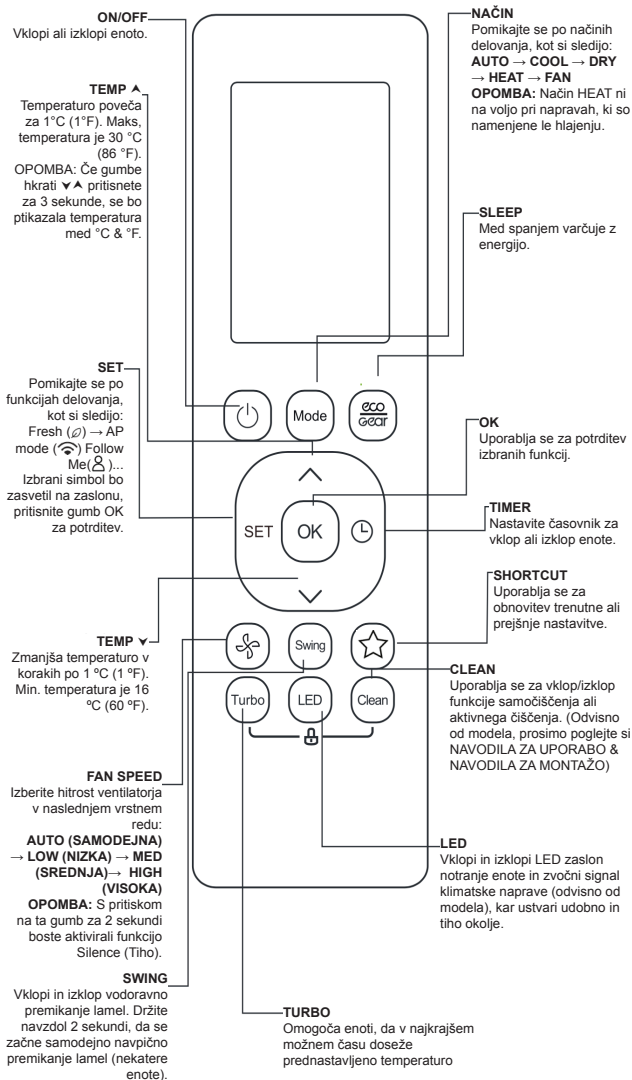 ON/OFF
Vklopi ali izklopi enoto.
TEMP
Temperaturo poveča
za 1°C (1°F). Maks,
temperatura je 30 °C
(86 °F).
OPOMBA: Če gumbe
hkrati pritisnete
za 3 sekunde, se bo
ptikazala temperatura
med °C & °F.
SET
Pomikajte se po
funkcijah delovanja,
kot si sledijo:
Fresh () → AP
mode () Follow
Me()...
Izbrani simbol bo
zasvetil na zaslonu,
pritisnite gumb OK
za potrditev.
TEMP
Zmanjša temperaturo v
korakih po 1 ºC (1 ºF).
Min. temperatura je 16
ºC (60 ºF).
FAN SPEED
Izberite hitrost ventilatorja
v naslednjem vrstnem
redu:
AUTO (SAMODEJNA)
→ LOW (NIZKA) → MED
(SREDNJA)→ HIGH
(VISOKA)
OPOMBA: S pritiskom
na ta gumb za 2 sekundi
boste aktivirali funkcijo
Silence (Tiho).
SWING
Vklopi in izklop vodoravno
premikanje lamel. Držite
navzdol 2 sekundi, da se
začne samodejno navpično
premikanje lamel (nekatere
enote).
Mode
eco
GEAR
SET
OK
Swing
Turbo
LED
Clean
NAČIN
Pomikajte se po načinih
delovanja, kot si sledijo:
AUTO → COOL → DRY
→ HEAT → FAN
OPOMBA: Način HEAT ni
na voljo pri napravah, ki so
namenjene le hlajenju.
SLEEP
Med spanjem varčuje z
energijo.
OK
Uporablja se za potrditev
izbranih funkcij.
TIMER
Nastavite časovnik za
vklop ali izklop enote.
SHORTCUT
Uporablja se za
obnovitev trenutne ali
prejšnje nastavitve.
CLEAN
Uporablja se za vklop/izklop
funkcije samočiščenja ali
aktivnega čiščenja. (Odvisno
od modela, prosimo poglejte si
NAVODILA ZA UPORABO &
NAVODILA ZA MONTAŽO)
LED
Vklopi in izklopi LED zaslon
notranje enote in zvočni signal
klimatske naprave (odvisno od
modela), kar ustvari udobno in
tiho okolje.
TURBO
Omogoča enoti, da v najkrajšem
možnem času doseže
prednastavljeno temperaturo